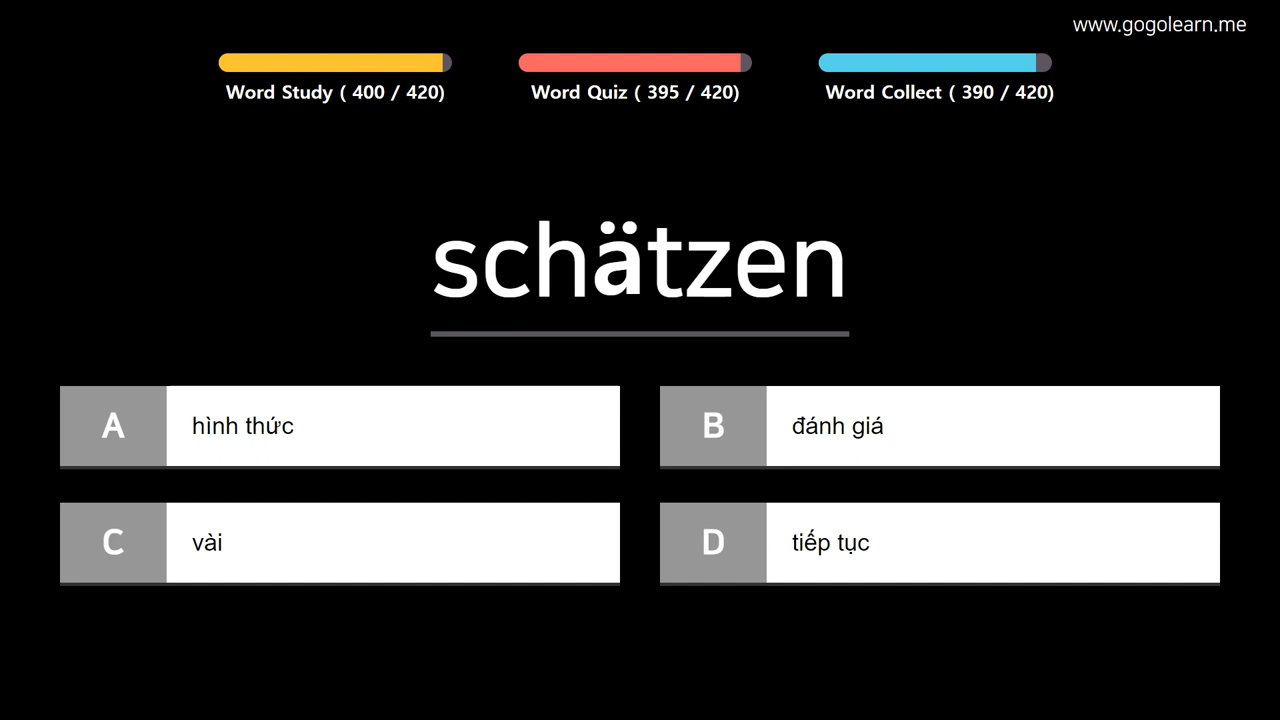 www.gogolearn.me
Word Study ( 400 / 420)
Word Quiz ( 395 / 420)
Word Collect ( 390 / 420)
schätzen
A
hình thức
B
đánh giá
C
vài
D
tiếp tục